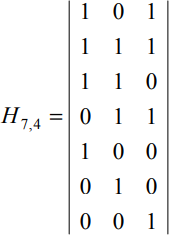 1 0 1
1 1 1
1 1 0
H7,4 = 0 1 1
1 0 0
0 1 0
0 0 1